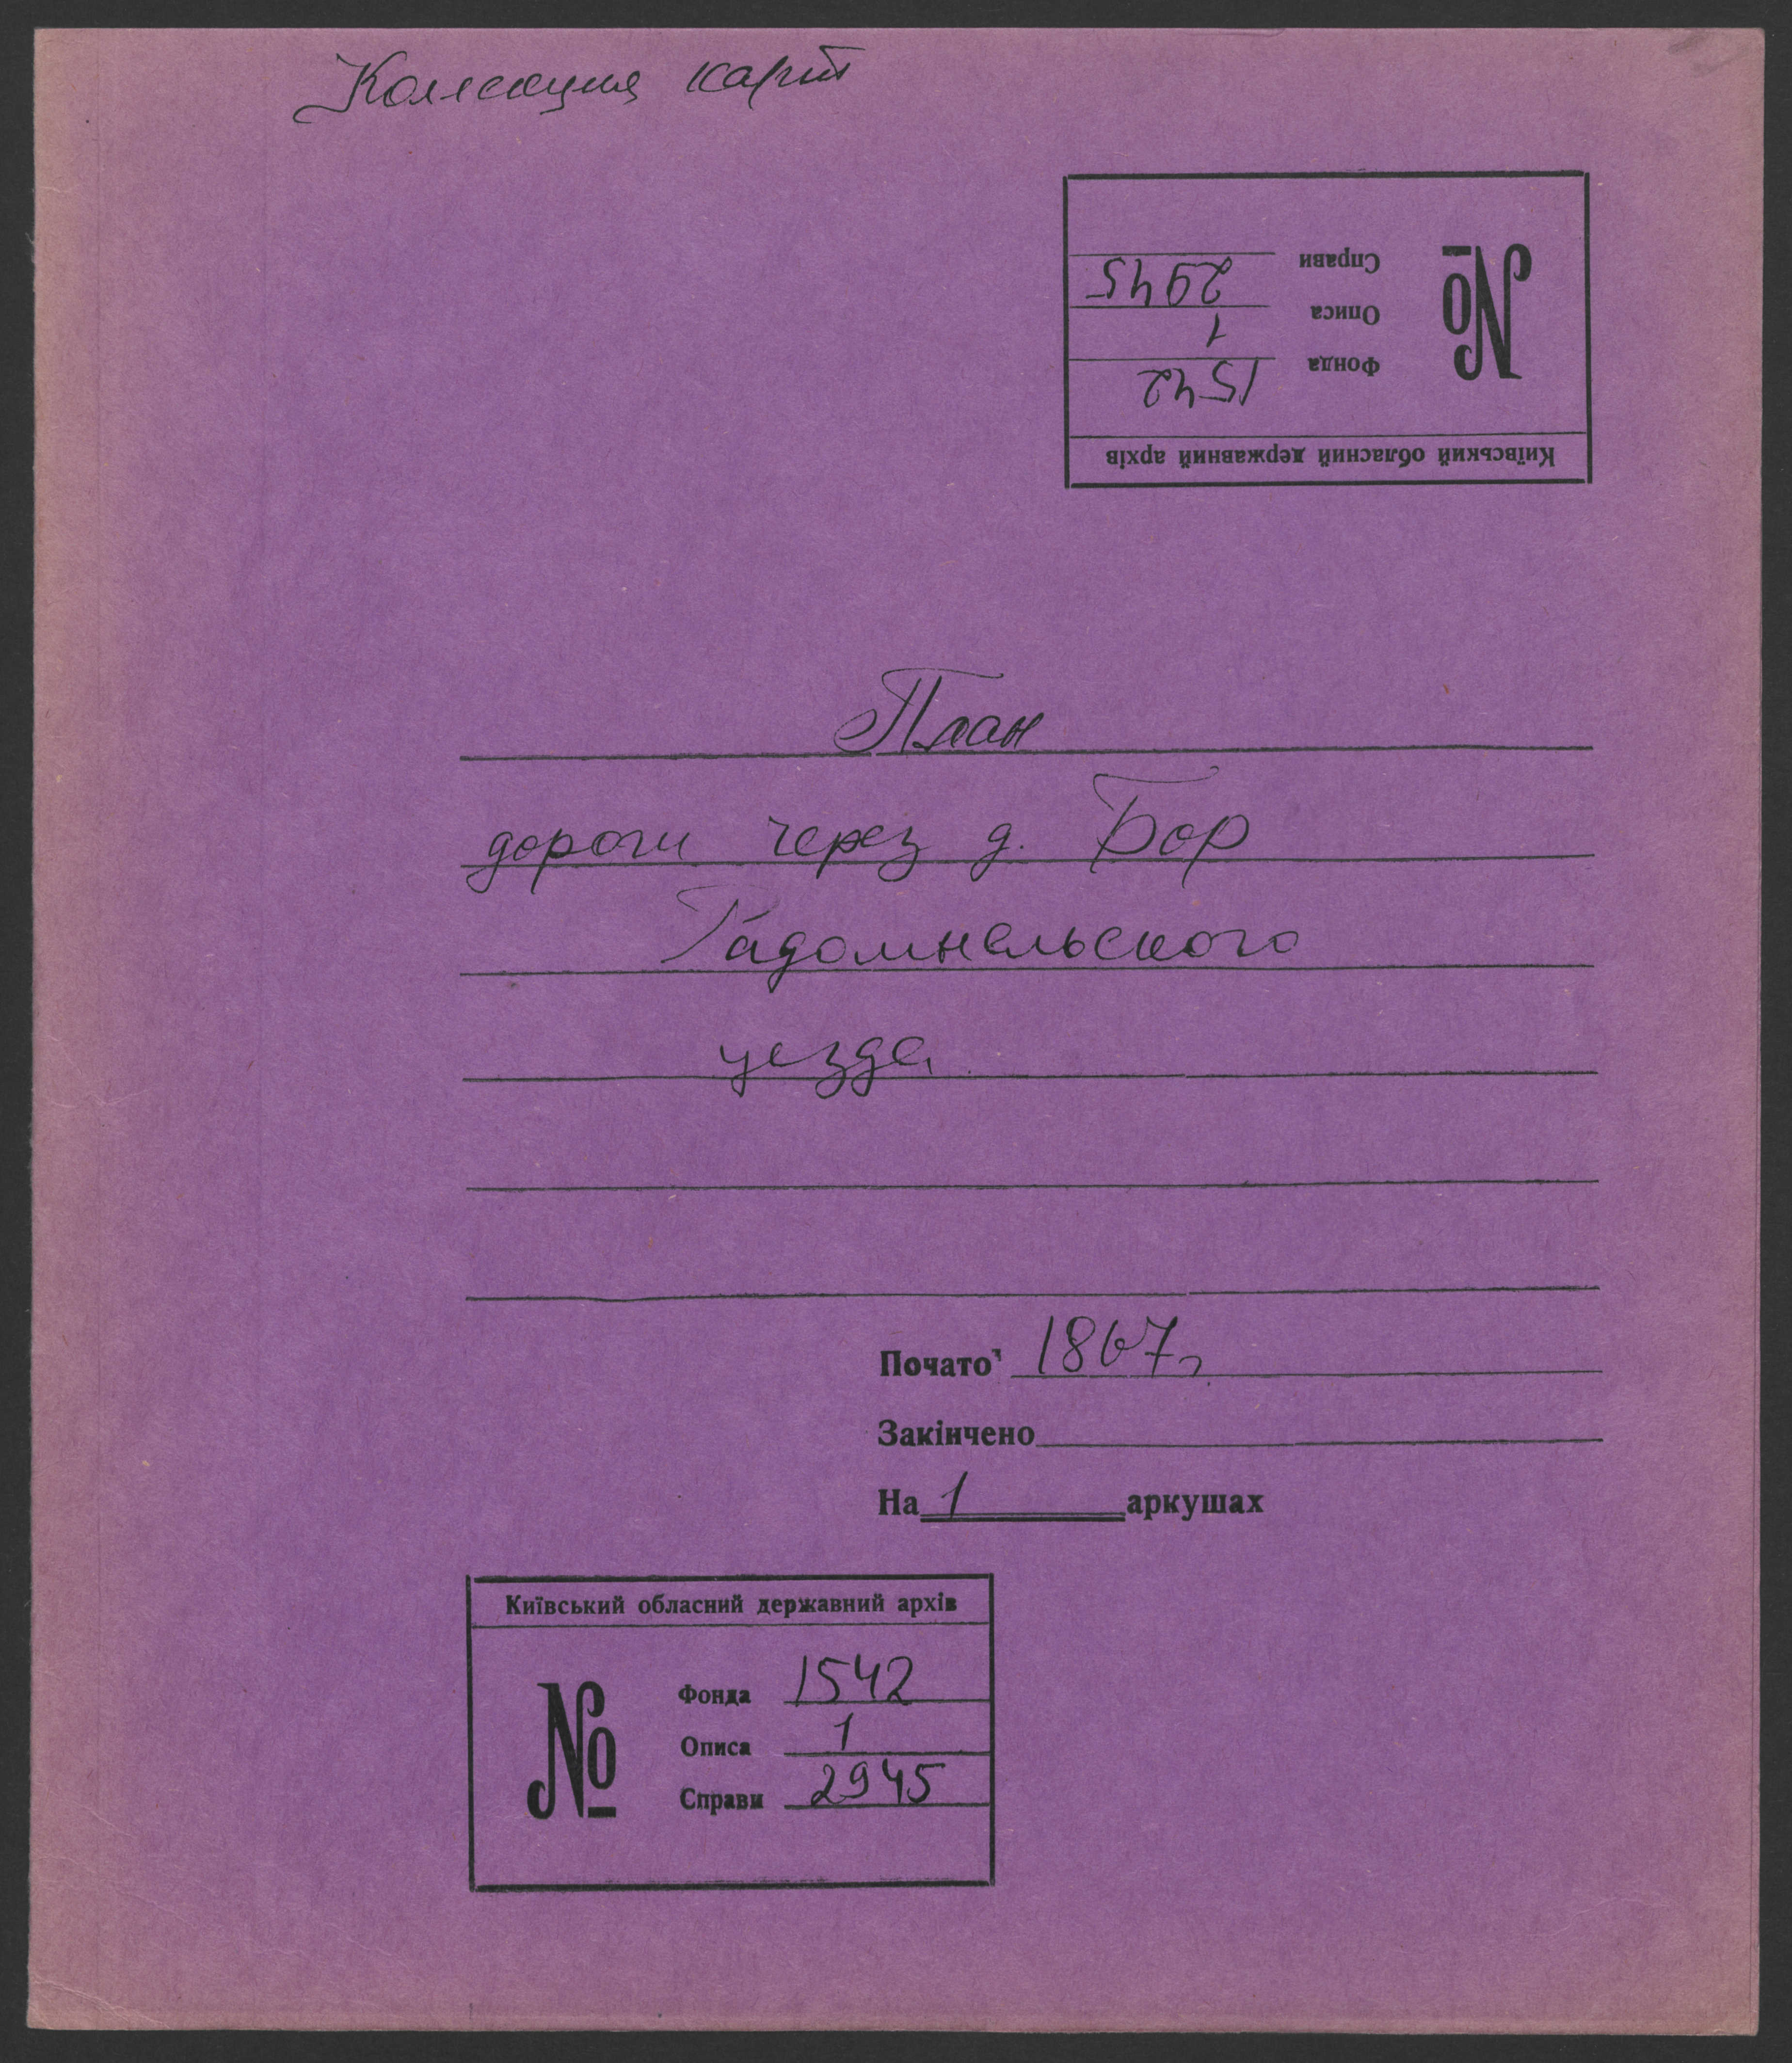 Коллекция карт
Київський обласний державний архів
№
Фонда 1542
Описа 1
Справи 2945
План
дороги через д. Бор
Радомысльского
уезда
Почато 1867 г
Закінчено
На 1 аркушах
Київський обласний державний архів
№
Фонда 1542
Описа 1
Справи 2945